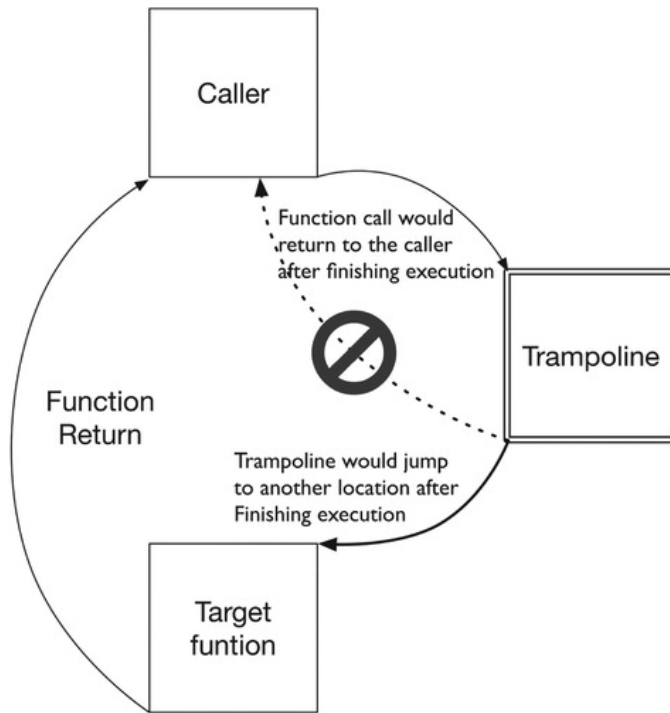 Caller
Function call would
return to the caller
after finishing execution
Trampoline
Function
Return
Trampoline would jump
to another location after
Finishing execution
Target
funtion